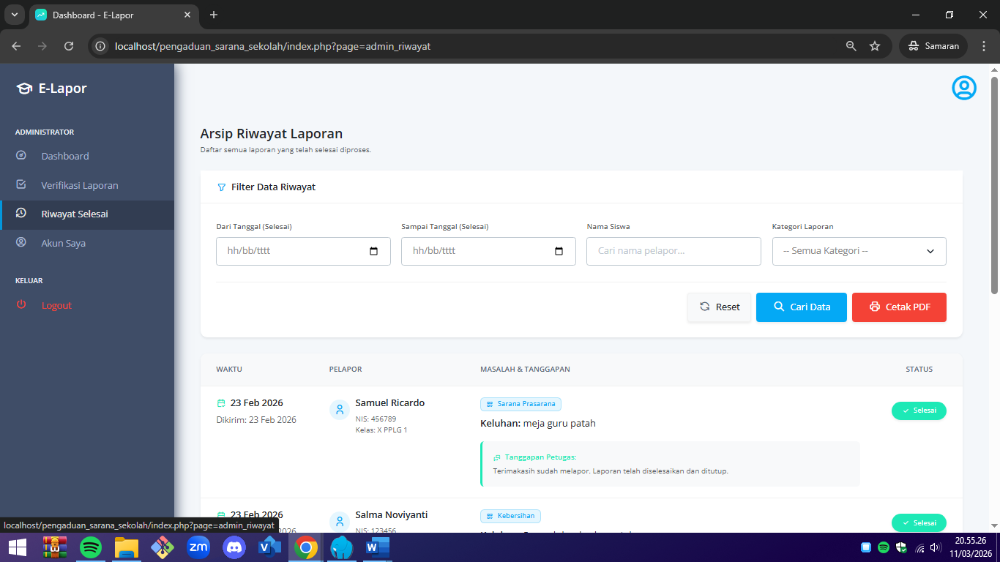 Dashboard - E-Lapor
localhost/pengaduan_sarana_sekolah/index.php?page=admin_riwayat
Samaran
E-Lapor
ADMINISTRATOR
Dashboard
Verifikasi Laporan
Riwayat Selesai
Akun Saya
KELUAR
Logout
Arsip Riwayat Laporan
Daftar semua laporan yang telah selesai diproses.
Filter Data Riwayat
Dari Tanggal (Selesai) Sampai Tanggal (Selesai) Nama Siswa Kategori Laporan
hh/bb/tttt hh/bb/tttt Cari nama pelapor... -- Semua Kategori --
Reset Cari Data Cetak PDF
WAKTU PELAPOR MASALAH & TANGGAPAN STATUS
23 Feb 2026 Samuel Ricardo Sarana Prasarana Selesai
Dikirim: 23 Feb 2026 NIS: 456789 Keluhan: meja guru patah
Kelas: X PPLG 1
Tanggapan Petugas:
Terimakasih sudah melapor. Laporan telah diselesaikan dan ditutup.
23 Feb 2026 Salma Noviyanti Kebersihan Selesai
NIS: 123456
localhost/pengaduan_sarana_sekolah/index.php?page=admin_riwayat
zm
V
W
20.55.26
11/03/2026